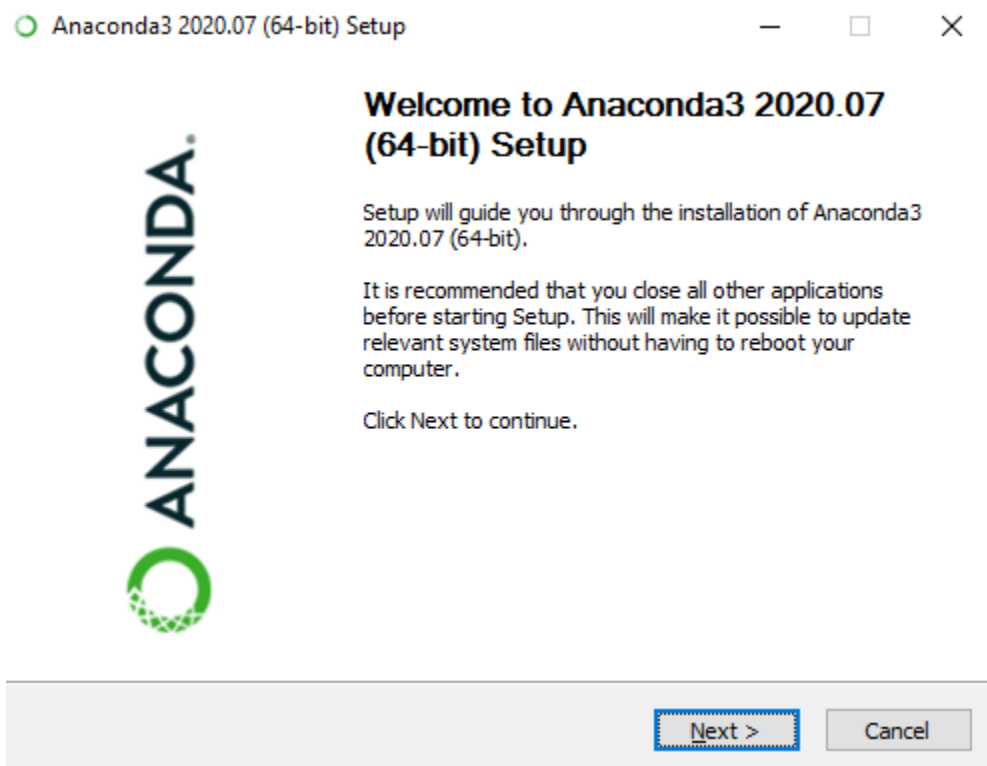 Anaconda3 2020.07 (64-bit) Setup
Welcome to Anaconda3 2020.07
(64-bit) Setup
ANACONDA.
Setup will guide you through the installation of Anaconda3
2020.07 (64-bit).
It is recommended that you close all other applications
before starting Setup. This will make it possible to update
relevant system files without having to reboot your
computer.
Click Next to continue.
Next >
Cancel